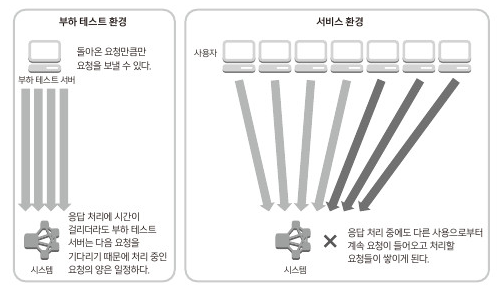 부하 테스트 환경
돌아온 요청만큼만
요청을 보낼 수 있다.
부하 테스트 서버
응답 처리에 시간이
걸리더라도 부하 테스트
서버는 다음 요청을
기다리기 때문에 처리 중인
요청의 양은 일정하다.
시스템
서비스 환경
사용자
응답 처리 중에도 다른 사용으로부터
계속 요청이 들어오고 처리할
요청들이 쌓이게 된다.
시스템